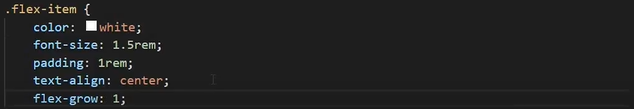 .flex-item {
color: white;
font-size: 1.5rem;
padding: 1rem;
text-align: center;
flex-grow: 1;